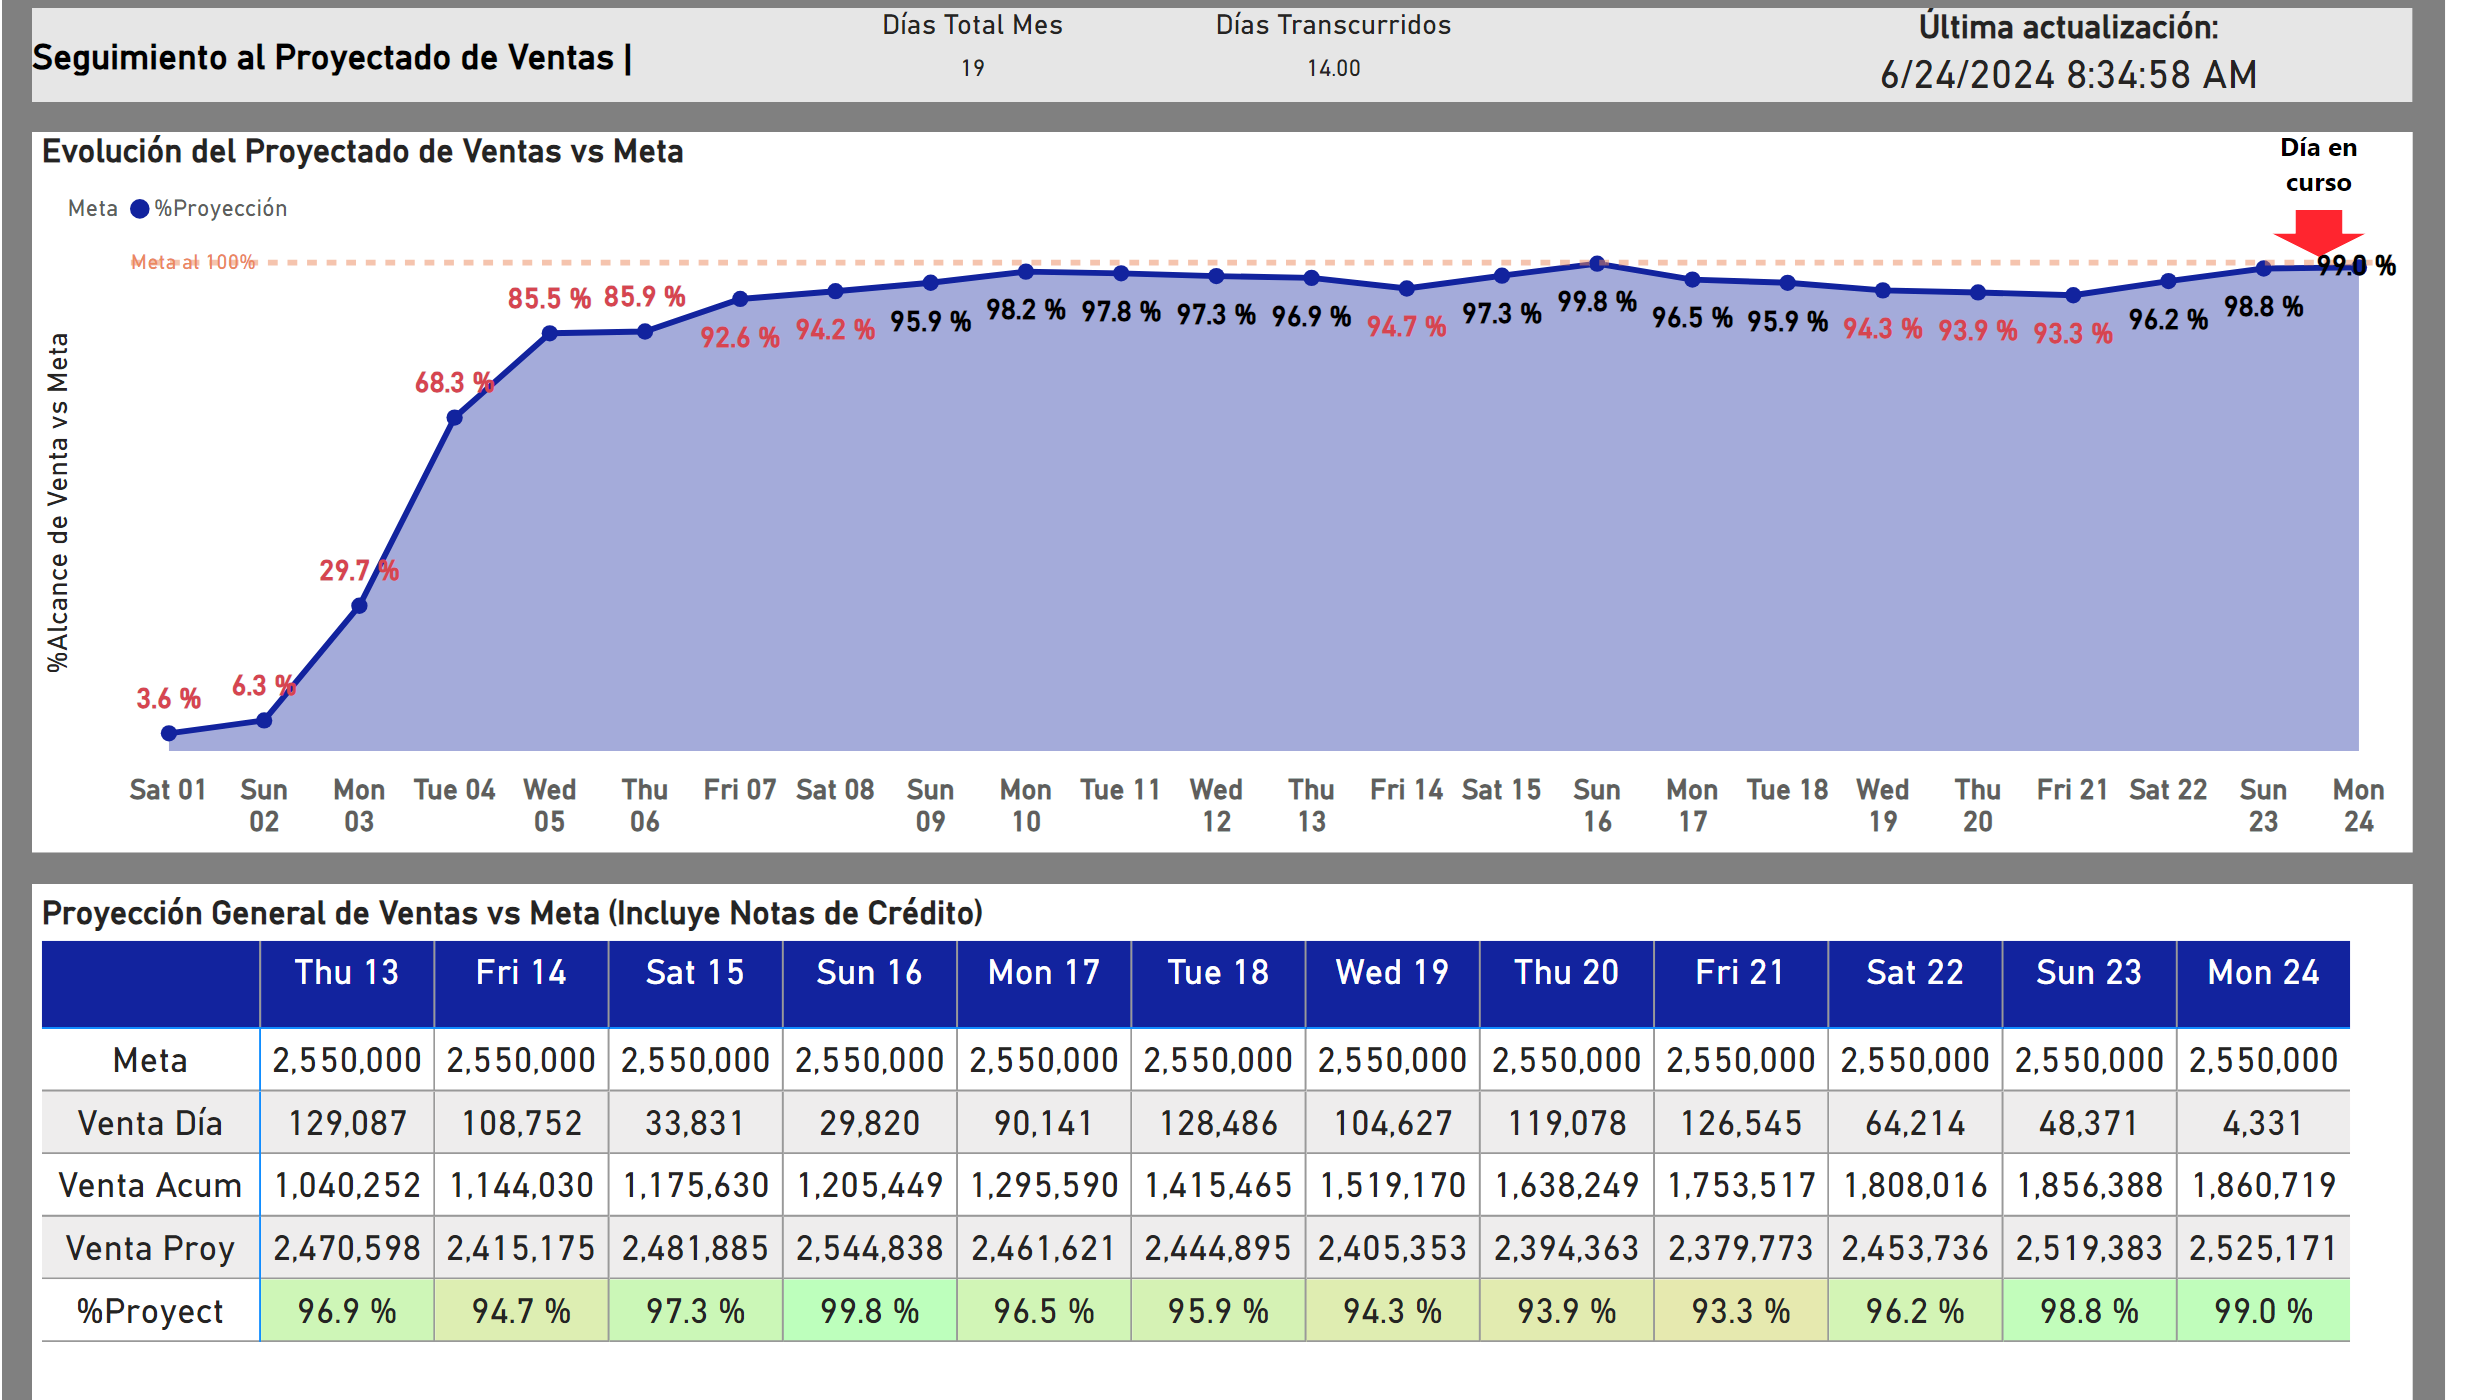 Seguimiento al Proyectado de Ventas |
Días Total Mes
19
Días Transcurridos
14.00
Última actualización:
6/24/2024 8:34:58 AM
Evolución del Proyectado de Ventas vs Meta
Día en
curso
Meta %Proyección
Meta al 100%
%Alcance de Venta vs Meta
3.6 % 6.3 % 29.7 % 68.3 % 85.5 % 85.9 % 92.6 % 94.2 % 95.9 % 98.2 % 97.8 % 97.3 % 96.9 % 94.7 % 97.3 % 99.8 % 96.5 % 95.9 % 94.3 % 93.9 % 93.3 % 96.2 % 98.8 % 99.0 %
Sat 01 Sun 02 Mon 03 Tue 04 Wed 05 Thu 06 Fri 07 Sat 08 Sun 09 Mon 10 Tue 11 Wed 12 Thu 13 Fri 14 Sat 15 Sun 16 Mon 17 Tue 18 Wed 19 Thu 20 Fri 21 Sat 22 Sun 23 Mon 24
Proyección General de Ventas vs Meta (Incluye Notas de Crédito)
Thu 13 Fri 14 Sat 15 Sun 16 Mon 17 Tue 18 Wed 19 Thu 20 Fri 21 Sat 22 Sun 23 Mon 24
Meta 2,550,000 2,550,000 2,550,000 2,550,000 2,550,000 2,550,000 2,550,000 2,550,000 2,550,000 2,550,000 2,550,000 2,550,000
Venta Día 129,087 108,752 33,831 29,820 90,141 128,486 104,627 119,078 126,545 64,214 48,371 4,331
Venta Acum 1,040,252 1,144,030 1,175,630 1,205,449 1,295,590 1,415,465 1,519,170 1,638,249 1,753,517 1,808,016 1,856,388 1,860,719
Venta Proy 2,470,598 2,415,175 2,481,885 2,544,838 2,461,621 2,444,895 2,405,353 2,394,363 2,379,773 2,453,736 2,519,383 2,525,171
%Proyect 96.9 % 94.7 % 97.3 % 99.8 % 96.5 % 95.9 % 94.3 % 93.9 % 93.3 % 96.2 % 98.8 % 99.0 %